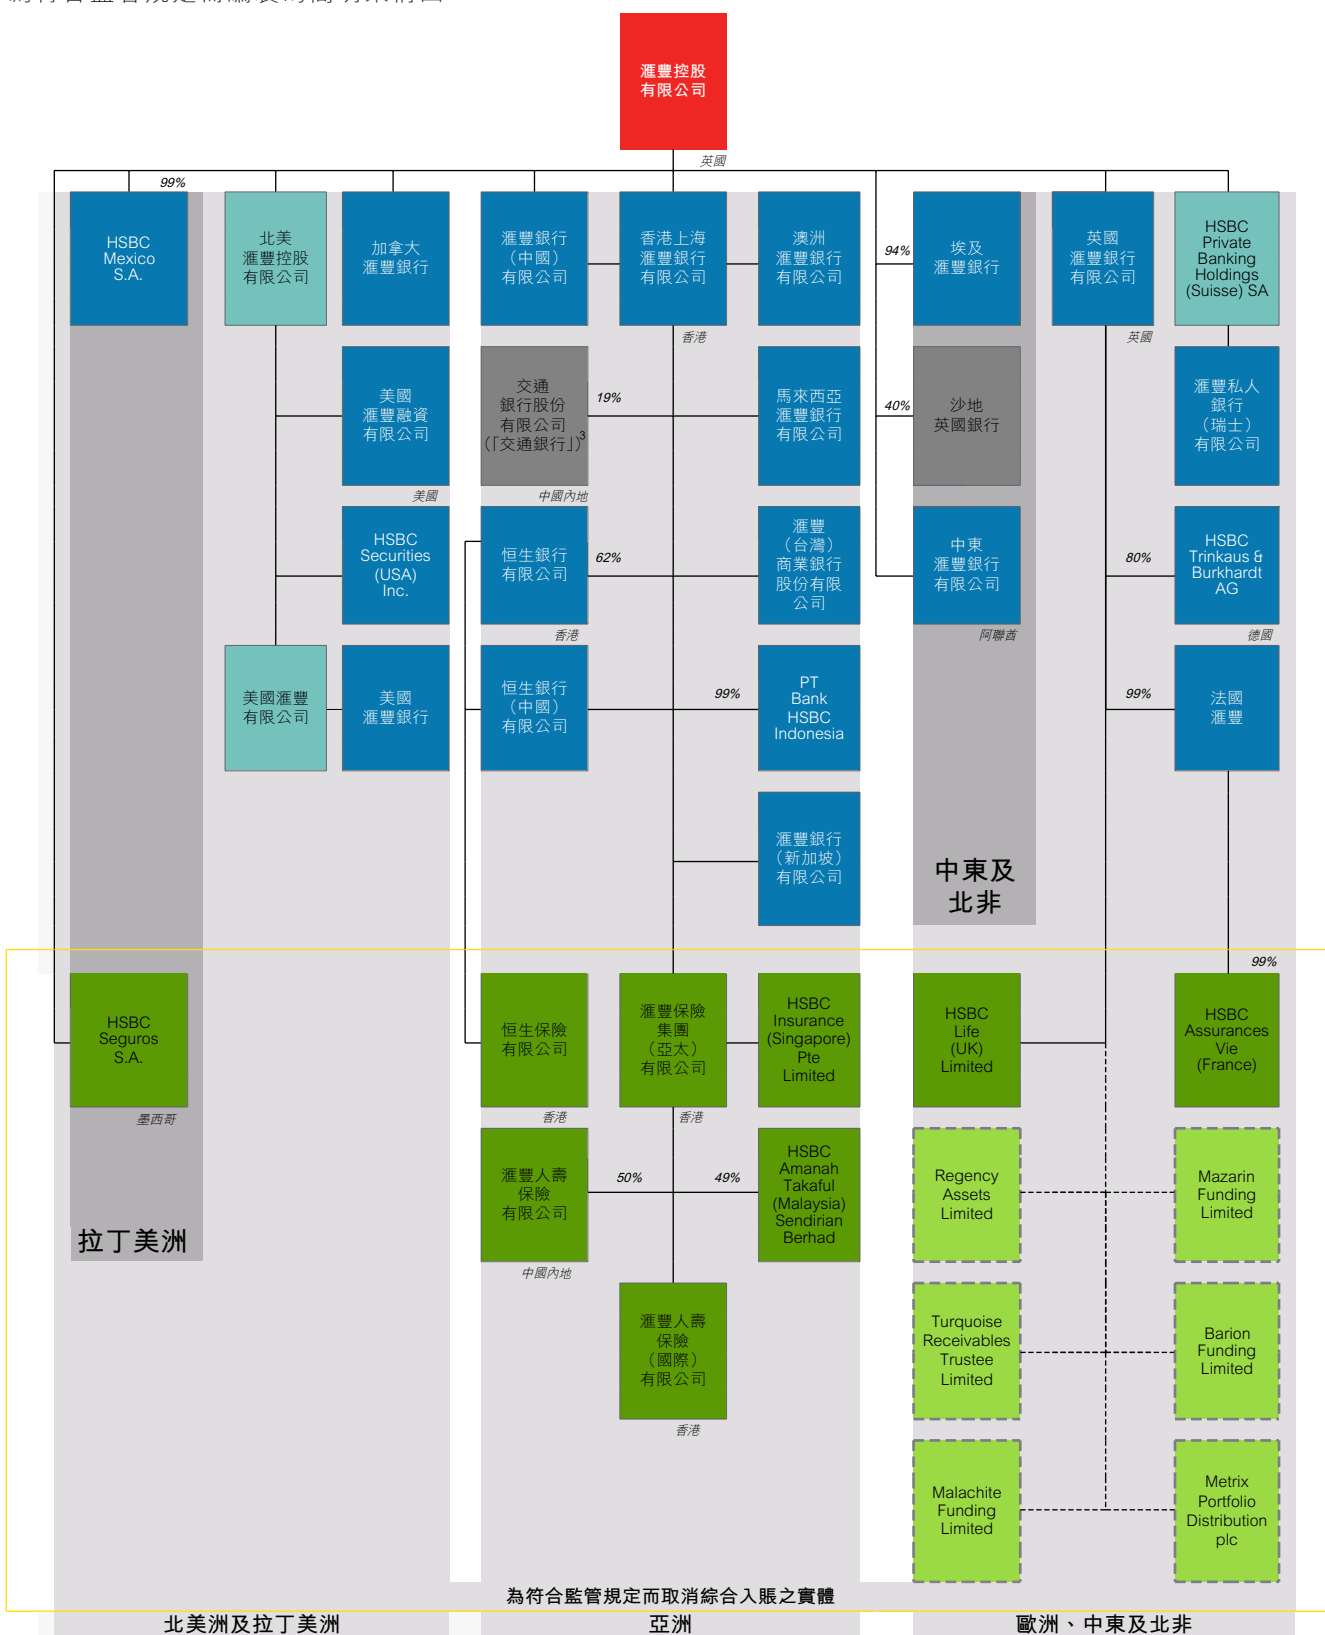 滙豐控股
有限公司
英國
99%
HSBC
Mexico
S.A.
北美
滙豐控股
有限公司
加拿大
滙豐銀行
滙豐銀行
（中國）
有限公司
香港上海
滙豐銀行
有限公司
香港
澳洲
滙豐銀行
有限公司
94%
埃及
滙豐銀行
英國
滙豐銀行
有限公司
英國
HSBC
Private
Banking
Holdings
(Suisse) SA
美國
滙豐融資
有限公司
美國
交通
銀行股份
有限公司
（「交通銀行」）3
中國內地
19%
馬來西亞
滙豐銀行
有限公司
40%
沙地
英國銀行
滙豐私人
銀行
（瑞士）
有限公司
HSBC
Securities
(USA)
Inc.
恒生銀行
有限公司
香港
62%
滙豐
（台灣）
商業銀行
股份有限
公司
中東
滙豐銀行
有限公司
阿聯酋
80%
HSBC
Trinkaus &
Burkhardt
AG
德國
美國滙豐
有限公司
美國
滙豐銀行
恒生銀行
（中國）
有限公司
99%
PT
Bank
HSBC
Indonesia
99%
法國
滙豐
滙豐銀行
（新加坡）
有限公司
中東及
北非
HSBC
Seguros
S.A.
墨西哥
恒生保險
有限公司
香港
滙豐保險
集團
（亞太）
有限公司
香港
HSBC
Insurance
(Singapore)
Pte
Limited
HSBC
Life
(UK)
Limited
99%
HSBC
Assurances
Vie
(France)
拉丁美洲
滙豐人壽
保險
有限公司
中國內地
50%
49%
HSBC
Amanah
Takaful
(Malaysia)
Sendirian
Berhad
Regency
Assets
Limited
Mazarin
Funding
Limited
滙豐人壽
保險
（國際）
有限公司
香港
Turquoise
Receivables
Trustee
Limited
Barion
Funding
Limited
Malachite
Funding
Limited
Metrix
Portfolio
Distribution
plc
為符合監管規定而取消綜合入賬之實體
北美洲及拉丁美洲
亞洲
歐洲、中東及北非